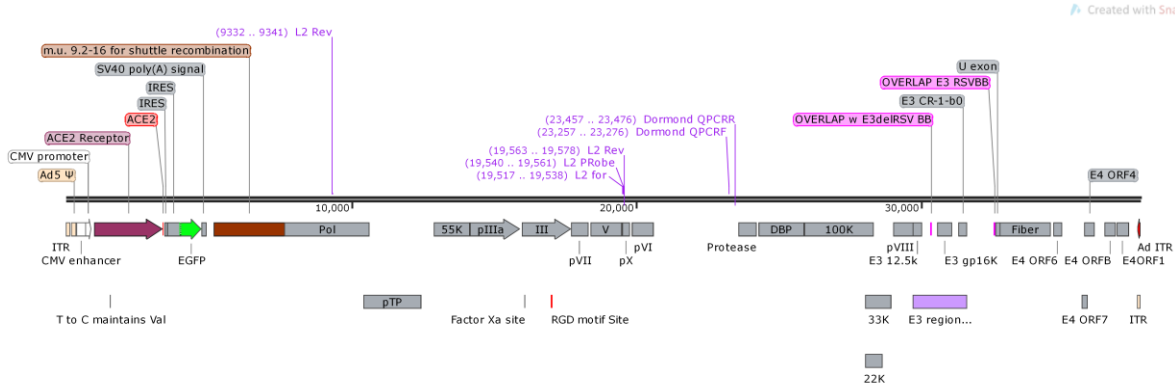 Created with Sna
(9332 .. 9341) L2 Rev
m.u. 9.2-16 for shuttle recombination
SV40 poly(A) signal
IRES
IRES
ACE2
ACE2 Receptor
CMV promoter
Ad5 Ψ
(23,457 .. 23,476) Dormond QPCRR
(23,257 .. 23,276) Dormond QPCRF
(19,563 .. 19,578) L2 Rev
(19,540 .. 19,561) L2 PRobe
(19,517 .. 19,538) L2 for
U exon
OVERLAP E3 RSVBB
E3 CR-1-b0
OVERLAP w E3delRSV BB
E4 ORF4
10,000
20,000
30,000
Pol
55K
pIIIa
III
V
DBP
100K
Fiber
ITR
CMV enhancer
EGFP
pVII
pX
pVI
Protease
pVIII
E3 12.5k
E3 gp16K
E4 ORF6
E4 ORFB
E4ORF1
Ad ITR
T to C maintains Val
pTP
Factor Xa site
RGD motif Site
33K
E3 region...
E4 ORF7
ITR
22K